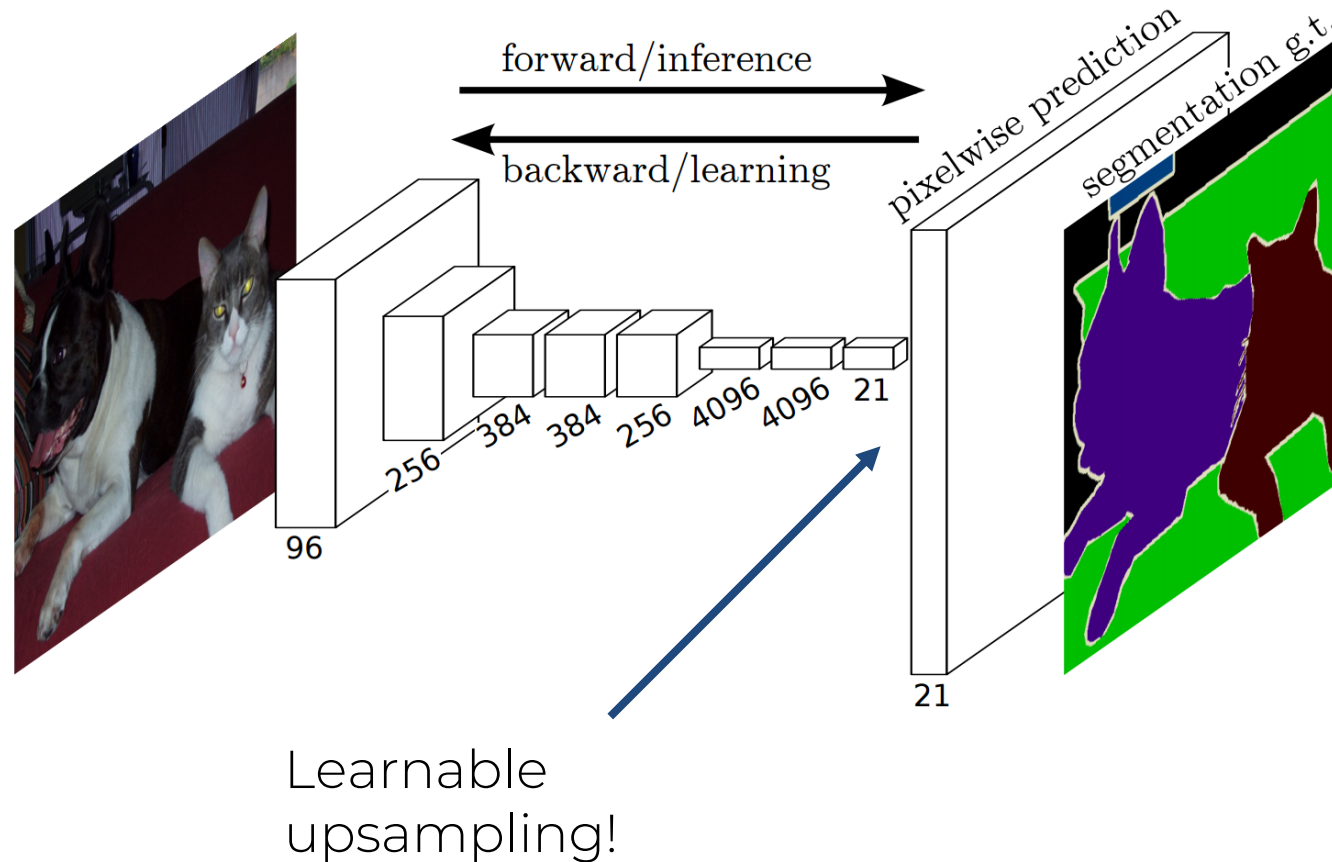 forward/inference
backward/learning
pixelwise prediction
segmentation g.t.
96
256
384
384
256
4096
4096
21
21
Learnable
upsampling!